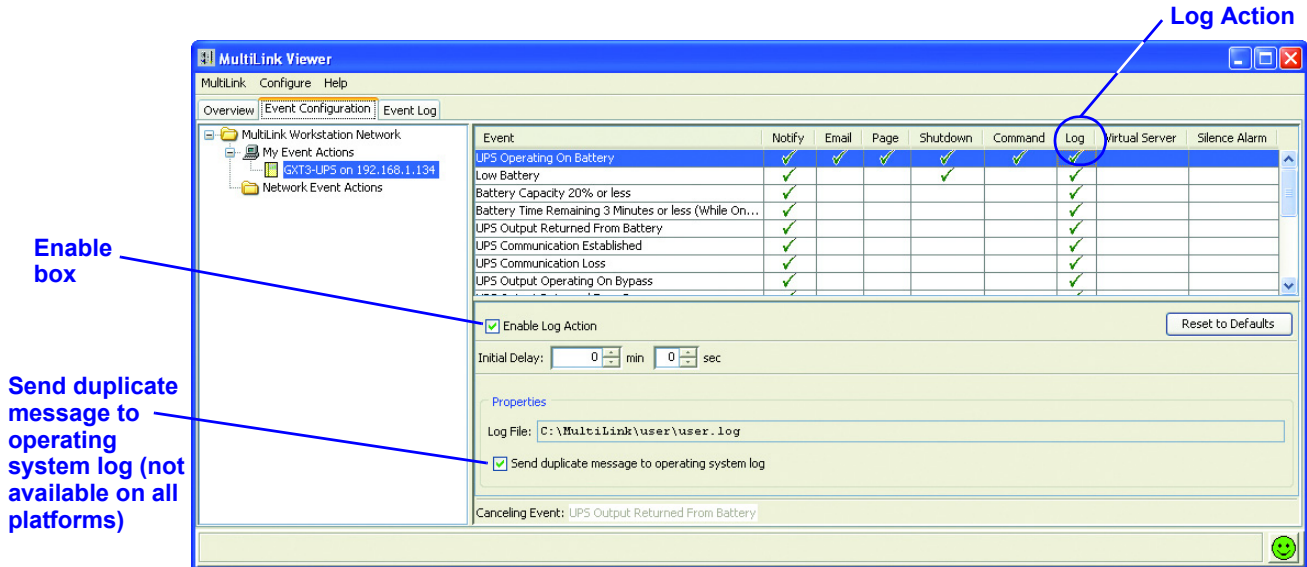 Log Action
MultiLink Viewer
MultiLink Configure Help
Overview Event Configuration Event Log
MultiLink Workstation Network
My Event Actions
GXT3-UPS on 192.168.1.134
Network Event Actions
Event Notify Email Page Shutdown Command Log Virtual Server Silence Alarm
UPS Operating On Battery
Low Battery
Battery Capacity 20% or less
Battery Time Remaining 3 Minutes or less (While On...
UPS Output Returned From Battery
UPS Communication Established
UPS Communication Loss
UPS Output Operating On Bypass
Enable
box
Enable Log Action
Reset to Defaults
Initial Delay: 0 min 0 sec
Send duplicate
message to
operating
system log (not
available on all
platforms)
Properties
Log File: C:\MultiLink\user\user.log
Send duplicate message to operating system log
Canceling Event: UPS Output Returned From Battery